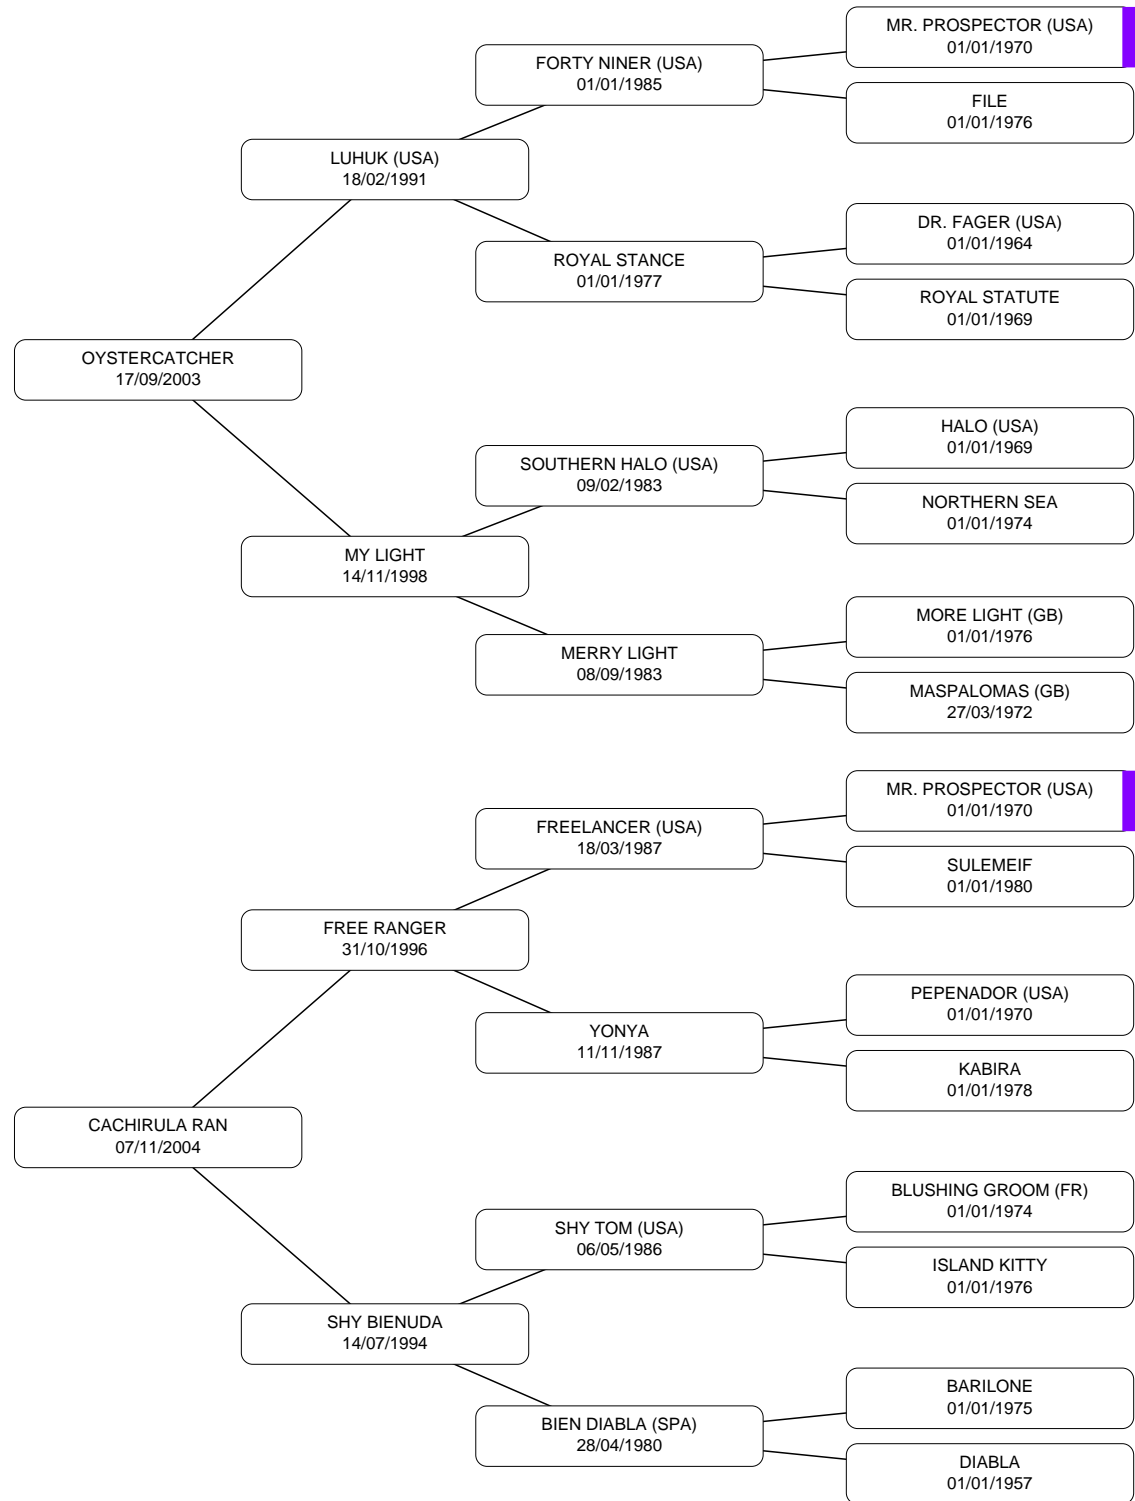 MR. PROSPECTOR (USA)
01/01/1970
FORTY NINER (USA)
01/01/1985
FILE
01/01/1976
LUHUK (USA)
18/02/1991
DR. FAGER (USA)
01/01/1964
ROYAL STANCE
01/01/1977
ROYAL STATUTE
01/01/1969
OYSTERCATCHER
17/09/2003
HALO (USA)
01/01/1969
SOUTHERN HALO (USA)
09/02/1983
NORTHERN SEA
01/01/1974
MY LIGHT
14/11/1998
MORE LIGHT (GB)
01/01/1976
MERRY LIGHT
08/09/1983
MASPALOMAS (GB)
27/03/1972
MR. PROSPECTOR (USA)
01/01/1970
FREELANCER (USA)
18/03/1987
SULEMEIF
01/01/1980
FREE RANGER
31/10/1996
PEPENADOR (USA)
01/01/1970
YONYA
11/11/1987
KABIRA
01/01/1978
CACHIRULA RAN
07/11/2004
BLUSHING GROOM (FR)
01/01/1974
SHY TOM (USA)
06/05/1986
ISLAND KITTY
01/01/1976
SHY BIENUDA
14/07/1994
BARILONE
01/01/1975
BIEN DIABLA (SPA)
28/04/1980
DIABLA
01/01/1957